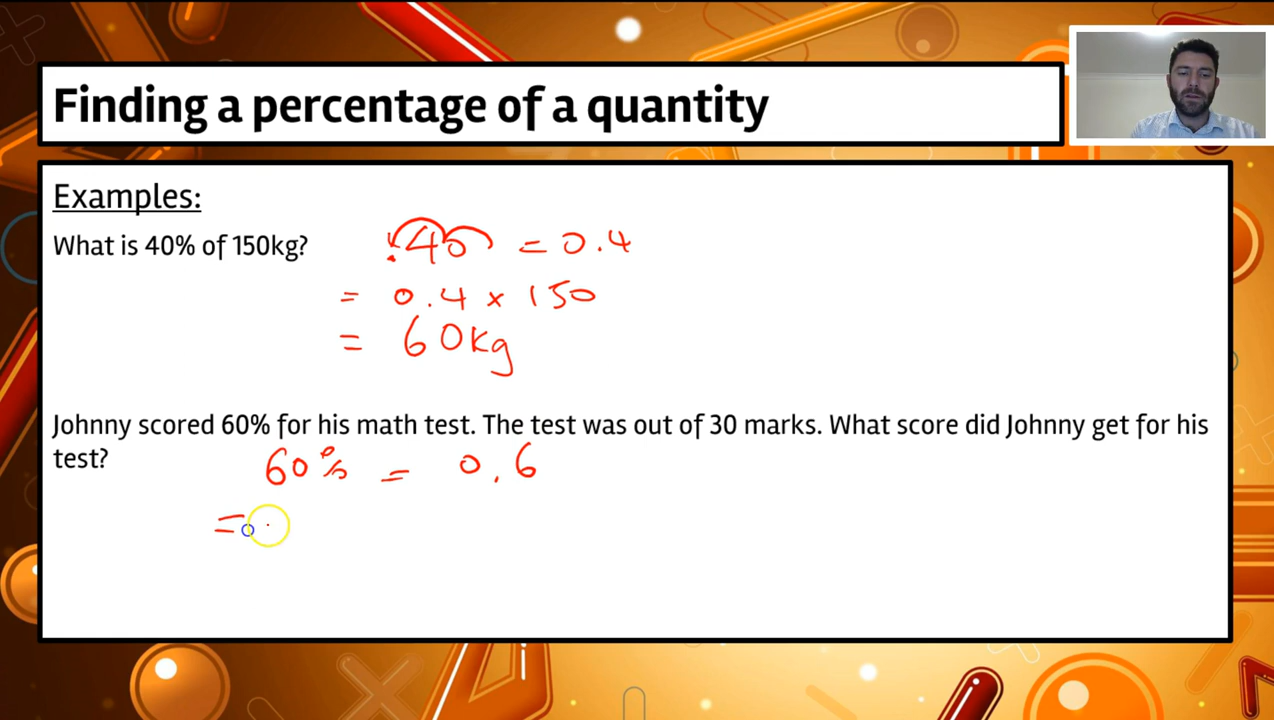 Finding a percentage of a quantity
Examples:
What is 40% of 150kg? .40 = 0.4
= 0.4 × 150
= 60kg
Johnny scored 60% for his math test. The test was out of 30 marks. What score did Johnny get for his
test? 60% = 0.6
=